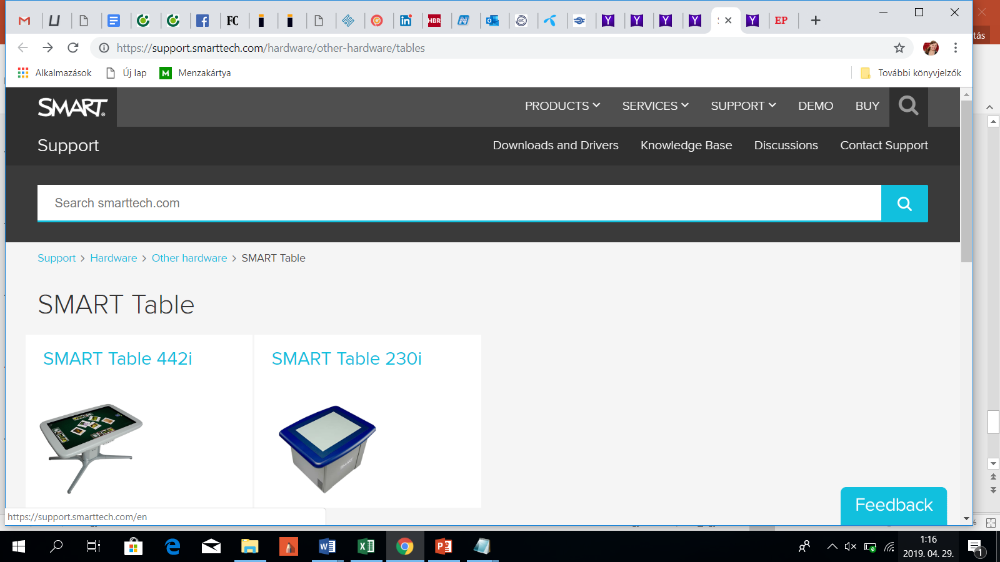 FC
HBR
EP
tás
https://support.smarttech.com/hardware/other-hardware/tables
Alkalmazások
Új lap
M
Menzakártya
További könyvjelzők
SMART
PRODUCTS
SERVICES
SUPPORT
DEMO
BUY
Support
Downloads and Drivers
Knowledge Base
Discussions
Contact Support
Search smarttech.com
Support > Hardware > Other hardware > SMART Table
SMART Table
SMART Table 442i
SMART Table 230i
SMART
Feedback
https://support.smarttech.com/en
%
1:16
2019. 04. 29.
1